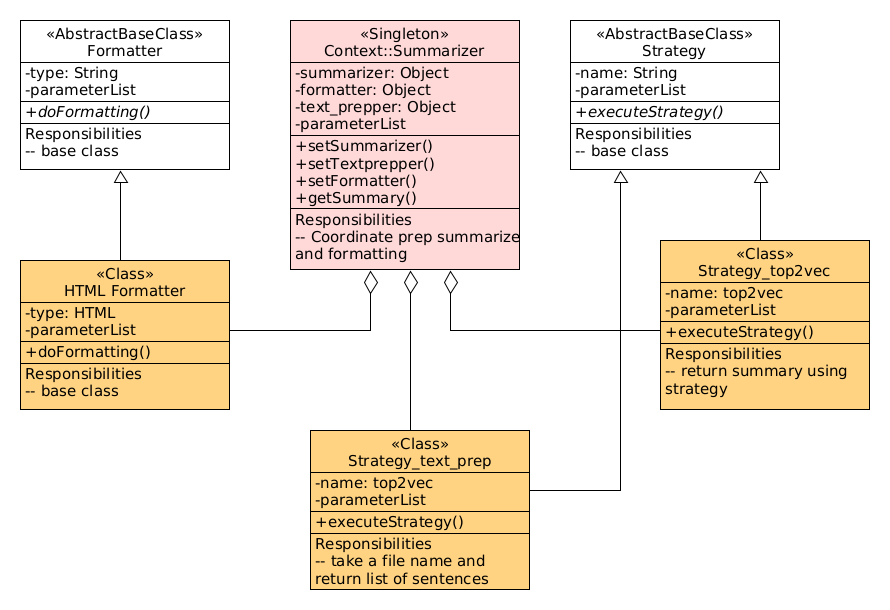 «AbstractBaseClass»
Formatter
-type: String
-parameterList
+doFormatting()
Responsibilities
-- base class
«Singleton»
Context::Summarizer
-summarizer: Object
-formatter: Object
-text_prepper: Object
-parameterList
+setSummarizer()
+setTextprepper()
+setFormatter()
+getSummary()
Responsibilities
-- Coordinate prep summarize
and formatting
«AbstractBaseClass»
Strategy
-name: String
-parameterList
+executeStrategy()
Responsibilities
-- base class
«Class»
HTML Formatter
-type: HTML
-parameterList
+doFormatting()
Responsibilities
-- base class
«Class»
Strategy_top2vec
-name: top2vec
-parameterList
+executeStrategy()
Responsibilities
-- return summary using
strategy
«Class»
Strategy_text_prep
-name: top2vec
-parameterList
+executeStrategy()
Responsibilities
-- take a file name and
return list of sentences